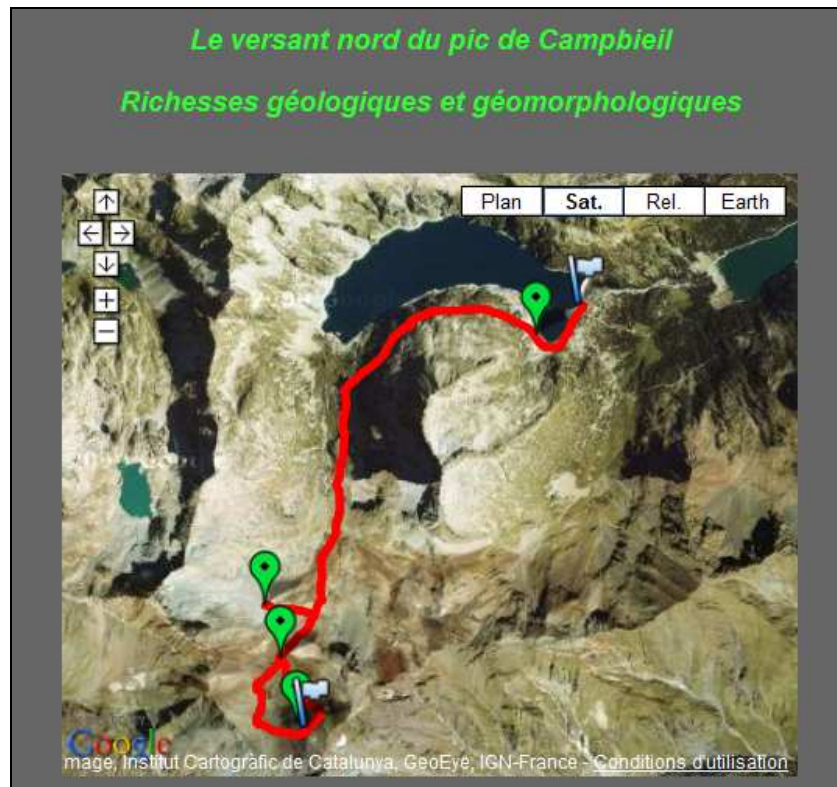 Le versant nord du pic de Campbieil
Richesses géologiques et géomorphologiques
Plan Sat. Rel. Earth
Google
mage, Institut Cartogràfic de Catalunya, GeoEye, IGN-France - Conditions d'utilisation